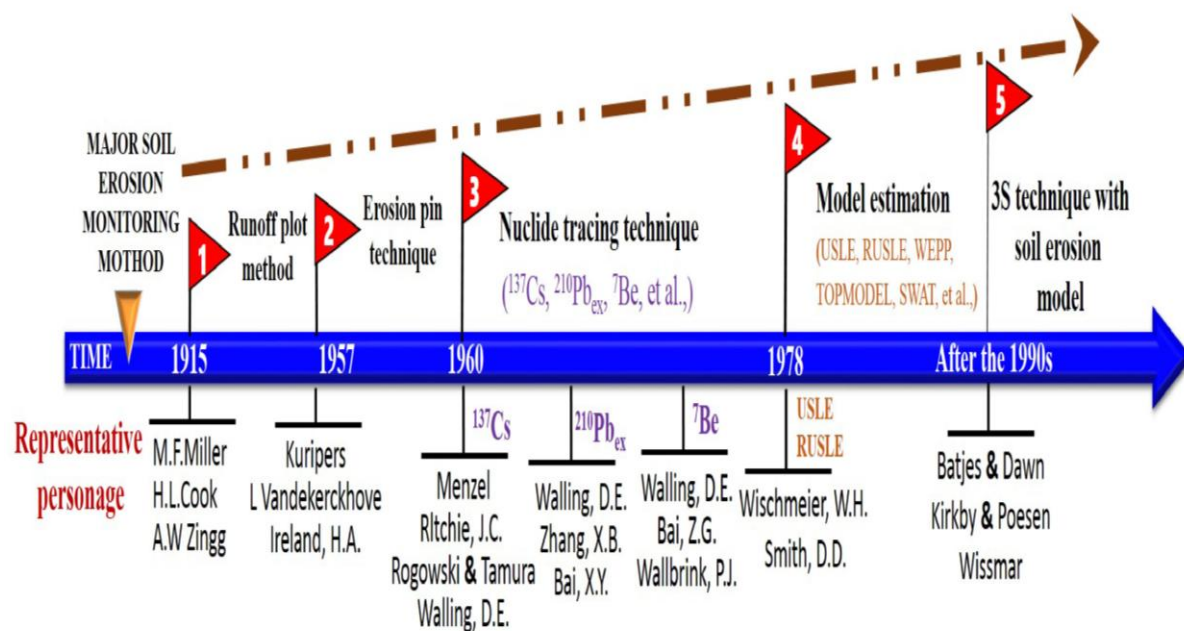 MAJOR SOIL
EROSION
MONITORING
MOTHOD
1
Runoff plot
method
2
Erosion pin
technique
3
Nuclide tracing technique
(¹³⁷Cs, ²¹⁰Pbₑₓ, ⁷Be, et al.,)
4
Model estimation
(USLE, RUSLE, WEPP,
TOPMODEL, SWAT, et al.,)
5
3S technique with
soil erosion
model
TIME
1915
1957
1960
1978
After the 1990s
Representative
personage
M.F.Miller
H.L.Cook
A.W Zingg
Kuripers
L Vandekerckhove
Ireland, H.A.
¹³⁷Cs
Menzel
RItchie, J.C.
Rogowski & Tamura
Walling, D.E.
²¹⁰Pbₑₓ
Walling, D.E.
Zhang, X.B.
Bai, X.Y.
⁷Be
Walling, D.E.
Bai, Z.G.
Wallbrink, P.J.
USLE
RUSLE
Wischmeier, W.H.
Smith, D.D.
Batjes & Dawn
Kirkby & Poesen
Wissmar